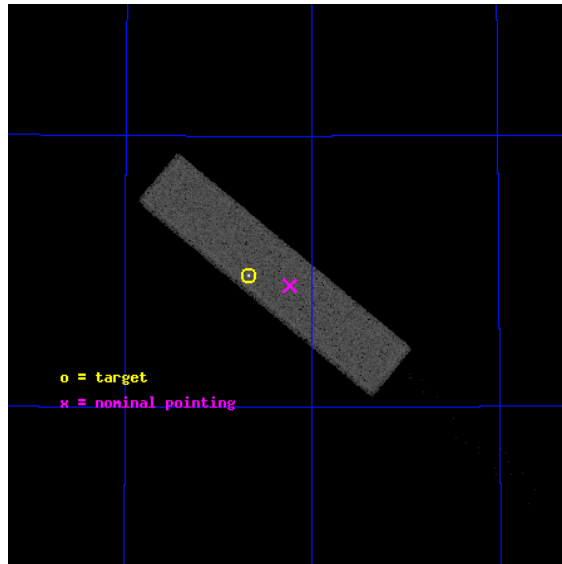 o = target
x = nominal pointing